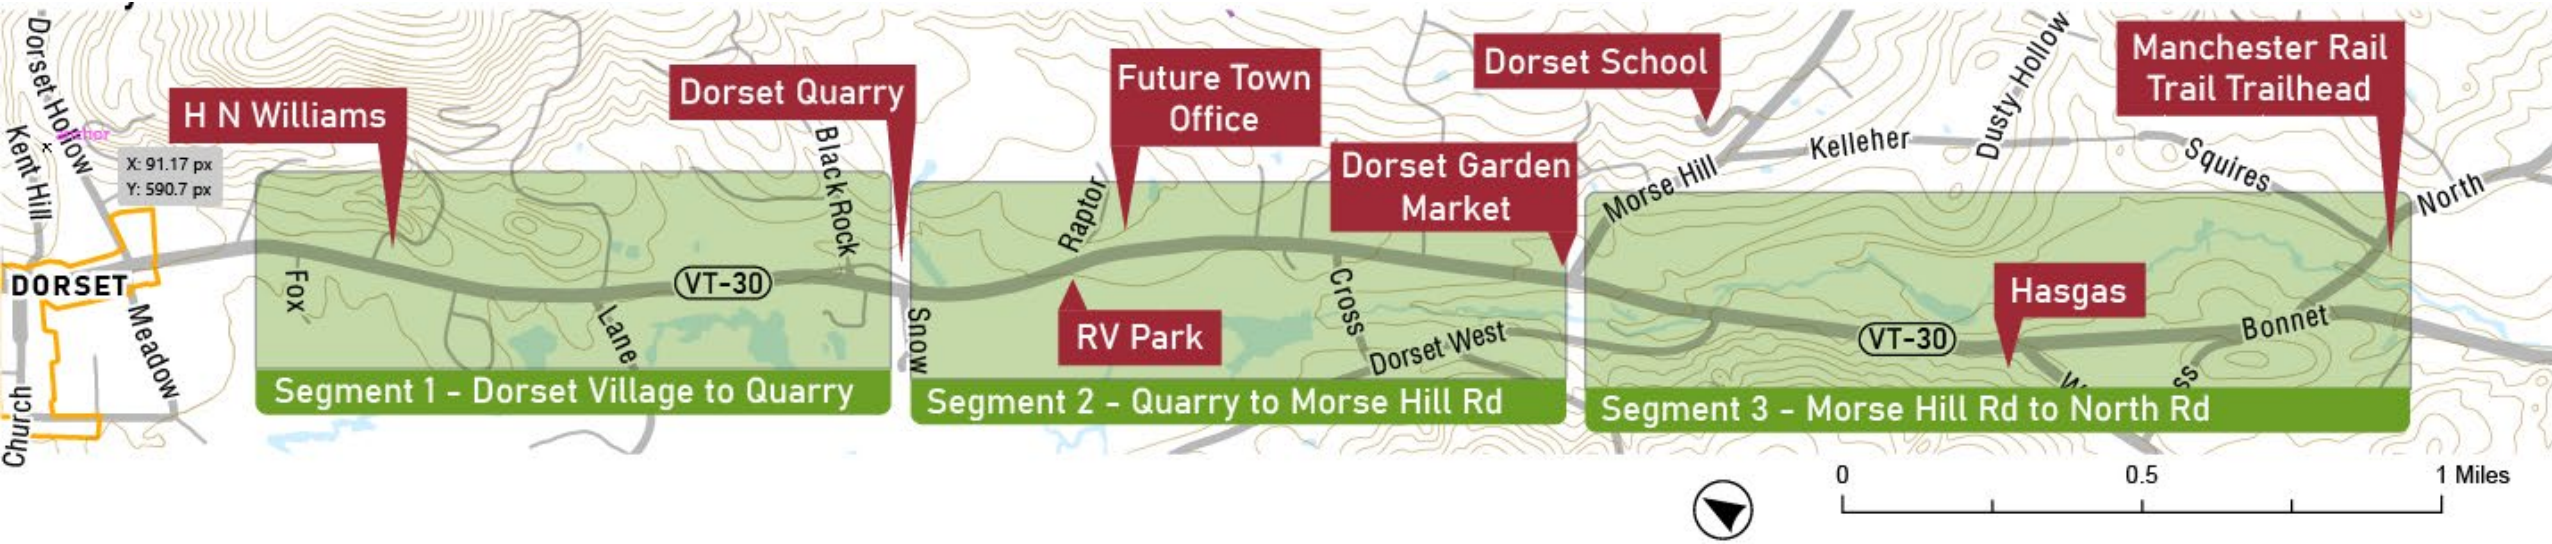 Dorset Hollow
Kent Hill
anchor
X: 91.17 px
Y: 590.7 px
H N Williams
Dorset Quarry
Black Rock
Future Town
Office
Raptor
Dorset Garden
Market
Dorset School
Morse Hill
Kelleher
Dusty Hollow
Manchester Rail
Trail Trailhead
Squires
North
DORSET
Meadow
Church
Fox
Lane
VT-30
Snow
RV Park
Cross
Dorset West
VT-30
Hasgas
Bonnet
ss
Segment 1 - Dorset Village to Quarry
Segment 2 - Quarry to Morse Hill Rd
Segment 3 - Morse Hill Rd to North Rd
0 0.5 1 Miles